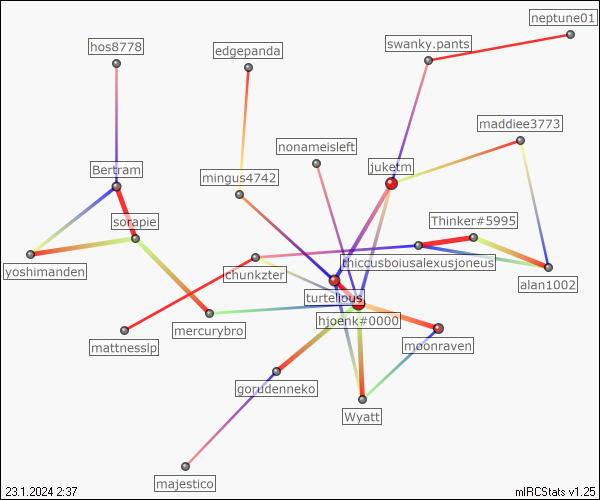 neptune01
hos8778
edgepanda
swanky.pants
maddiee3773
nonameisleft
Bertram
mingus4742
juketm
sorapie
Thinker#5995
yoshimanden
chunkzter
thiccusboiusalexusjoneus
alan1002
turtelious
mercurybro
hjoenk#0000
mattnesslp
moonraven
gorudenneko
Wyatt
majestico
23.1.2024 2:37
mIRCStats v1.25